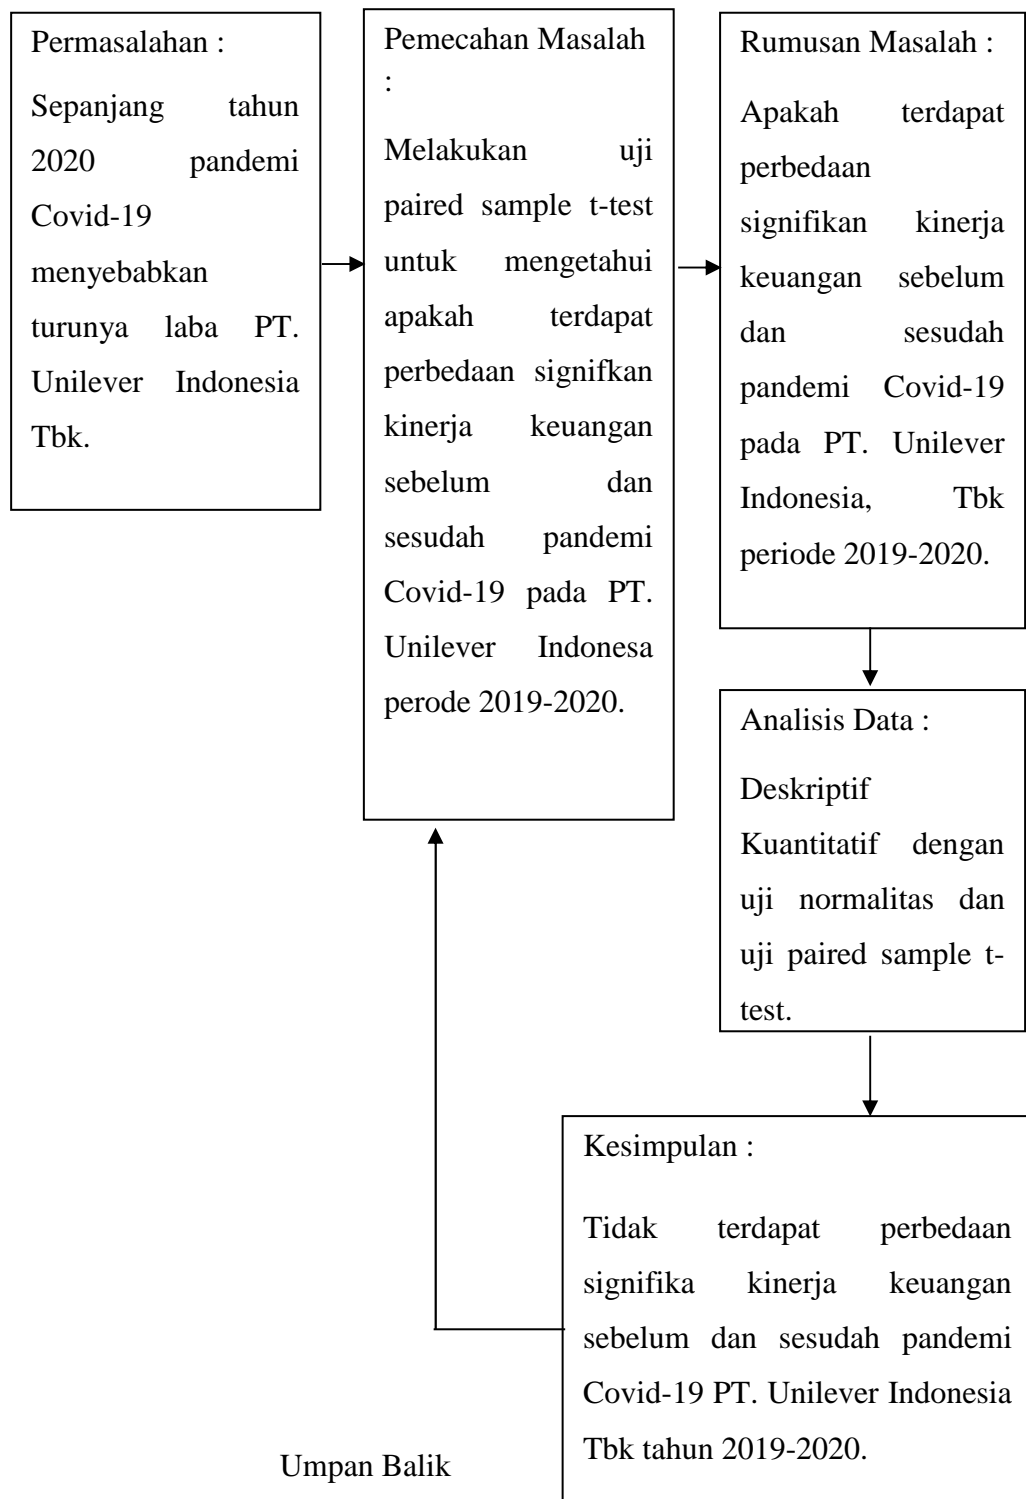 Permasalahan :
Sepanjang tahun
2020 pandemi
Covid-19
menyebabkan
turunya laba PT.
Unilever Indonesia
Tbk.
Pemecahan Masalah
:
Melakukan uji
paired sample t-test
untuk mengetahui
apakah terdapat
perbedaan signifkan
kinerja keuangan
sebelum dan
sesudah pandemi
Covid-19 pada PT.
Unilever Indonesa
perode 2019-2020.
Rumusan Masalah :
Apakah terdapat
perbedaan
signifikan kinerja
keuangan sebelum
dan sesudah
pandemi Covid-19
pada PT. Unilever
Indonesia, Tbk
periode 2019-2020.
Analisis Data :
Deskriptif
Kuantitatif dengan
uji normalitas dan
uji paired sample t-
test.
Kesimpulan :
Tidak terdapat perbedaan
signifika kinerja keuangan
sebelum dan sesudah pandemi
Covid-19 PT. Unilever Indonesia
Tbk tahun 2019-2020.
Umpan Balik